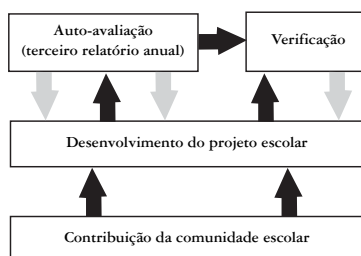 Auto-avaliação
(terceiro relatório anual)
Verificação
Desenvolvimento do projeto escolar
Contribuição da comunidade escolar